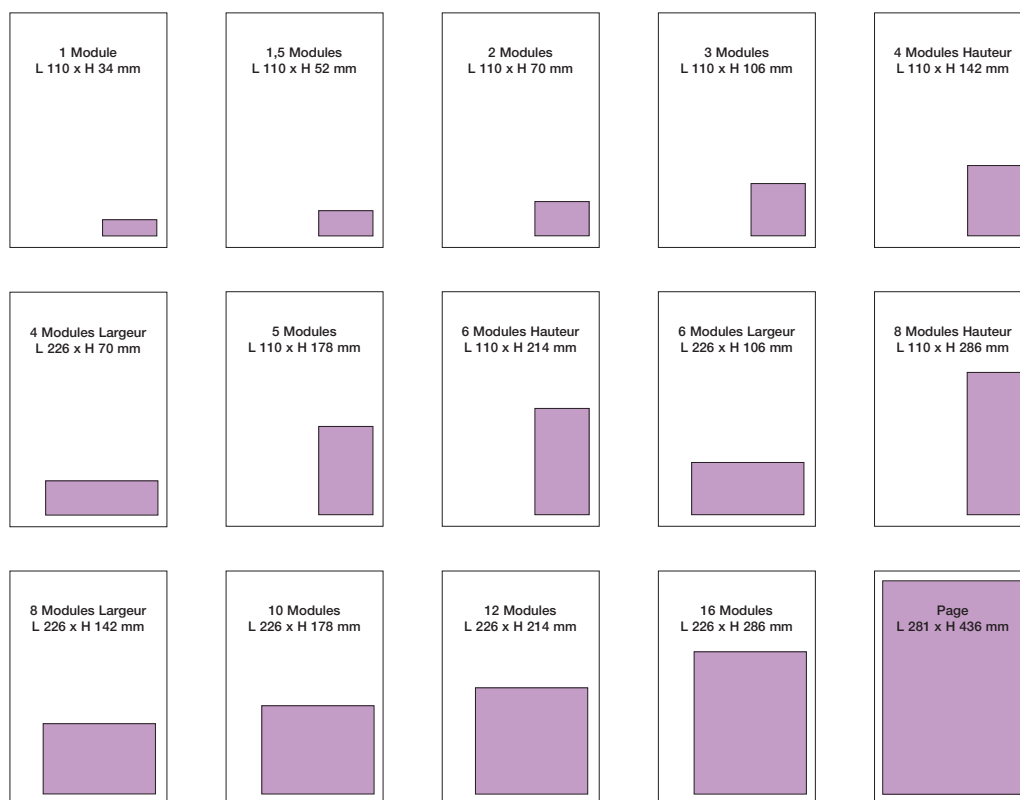 1 Module
L 110 x H 34 mm
1,5 Modules
L 110 x H 52 mm
2 Modules
L 110 x H 70 mm
3 Modules
L 110 x H 106 mm
4 Modules Hauteur
L 110 x H 142 mm
4 Modules Largeur
L 226 x H 70 mm
5 Modules
L 110 x H 178 mm
6 Modules Hauteur
L 110 x H 214 mm
6 Modules Largeur
L 226 x H 106 mm
8 Modules Hauteur
L 110 x H 286 mm
8 Modules Largeur
L 226 x H 142 mm
10 Modules
L 226 x H 178 mm
12 Modules
L 226 x H 214 mm
16 Modules
L 226 x H 286 mm
Page
L 281 x H 436 mm